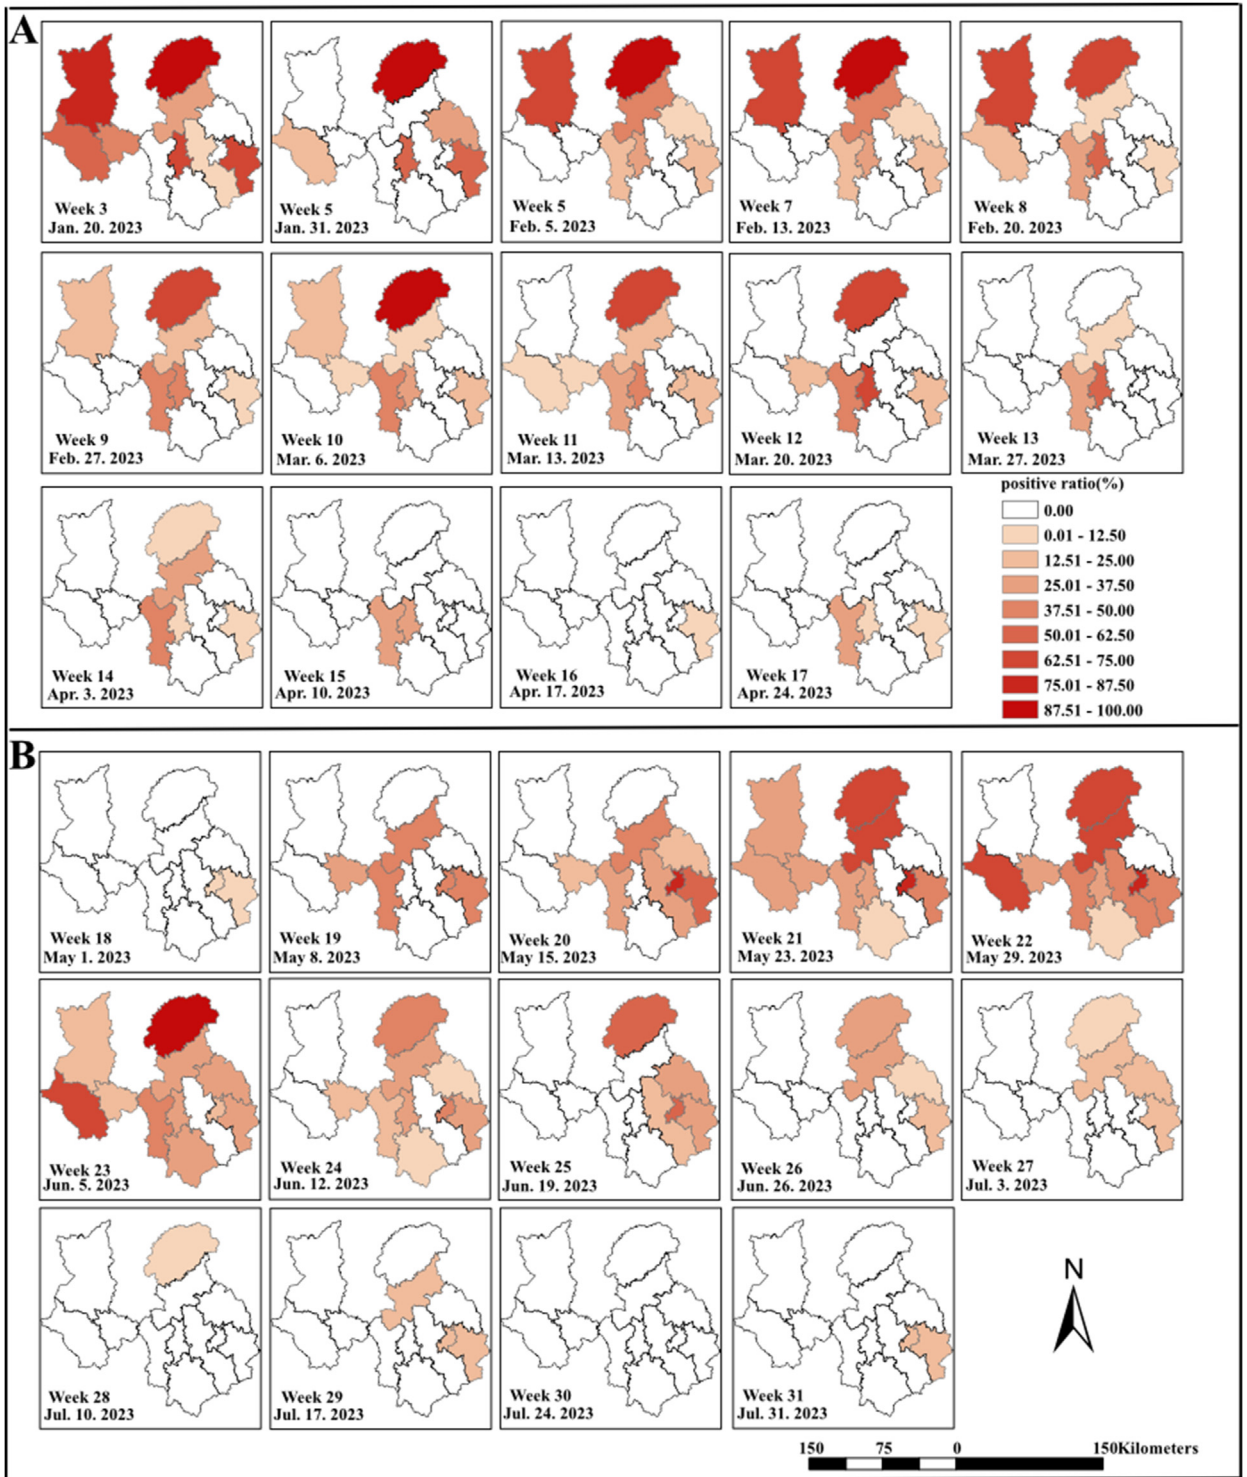 A
Week 3
Jan. 20. 2023
Week 5
Jan. 31. 2023
Week 5
Feb. 5. 2023
Week 7
Feb. 13. 2023
Week 8
Feb. 20. 2023
Week 9
Feb. 27. 2023
Week 10
Mar. 6. 2023
Week 11
Mar. 13. 2023
Week 12
Mar. 20. 2023
Week 13
Mar. 27. 2023
Week 14
Apr. 3. 2023
Week 15
Apr. 10. 2023
Week 16
Apr. 17. 2023
Week 17
Apr. 24. 2023
positive ratio(%)
0.00
0.01 - 12.50
12.51 - 25.00
25.01 - 37.50
37.51 - 50.00
50.01 - 62.50
62.51 - 75.00
75.01 - 87.50
87.51 - 100.00
B
Week 18
May 1. 2023
Week 19
May 8. 2023
Week 20
May 15. 2023
Week 21
May 23. 2023
Week 22
May 29. 2023
Week 23
Jun. 5. 2023
Week 24
Jun. 12. 2023
Week 25
Jun. 19. 2023
Week 26
Jun. 26. 2023
Week 27
Jul. 3. 2023
Week 28
Jul. 10. 2023
Week 29
Jul. 17. 2023
Week 30
Jul. 24. 2023
Week 31
Jul. 31. 2023
N
150 75 0 150Kilometers